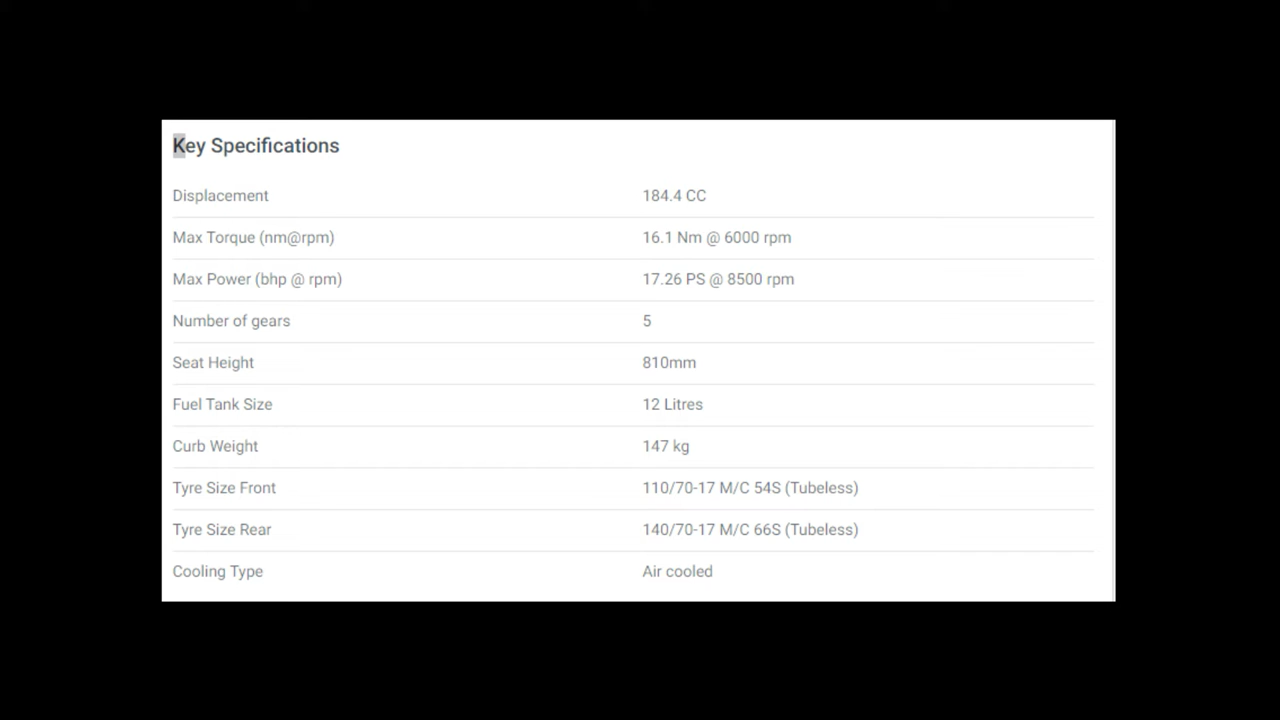 Key Specifications
Displacement 184.4 CC
Max Torque (nm@rpm) 16.1 Nm @ 6000 rpm
Max Power (bhp @ rpm) 17.26 PS @ 8500 rpm
Number of gears 5
Seat Height 810mm
Fuel Tank Size 12 Litres
Curb Weight 147 kg
Tyre Size Front 110/70-17 M/C 54S (Tubeless)
Tyre Size Rear 140/70-17 M/C 66S (Tubeless)
Cooling Type Air cooled